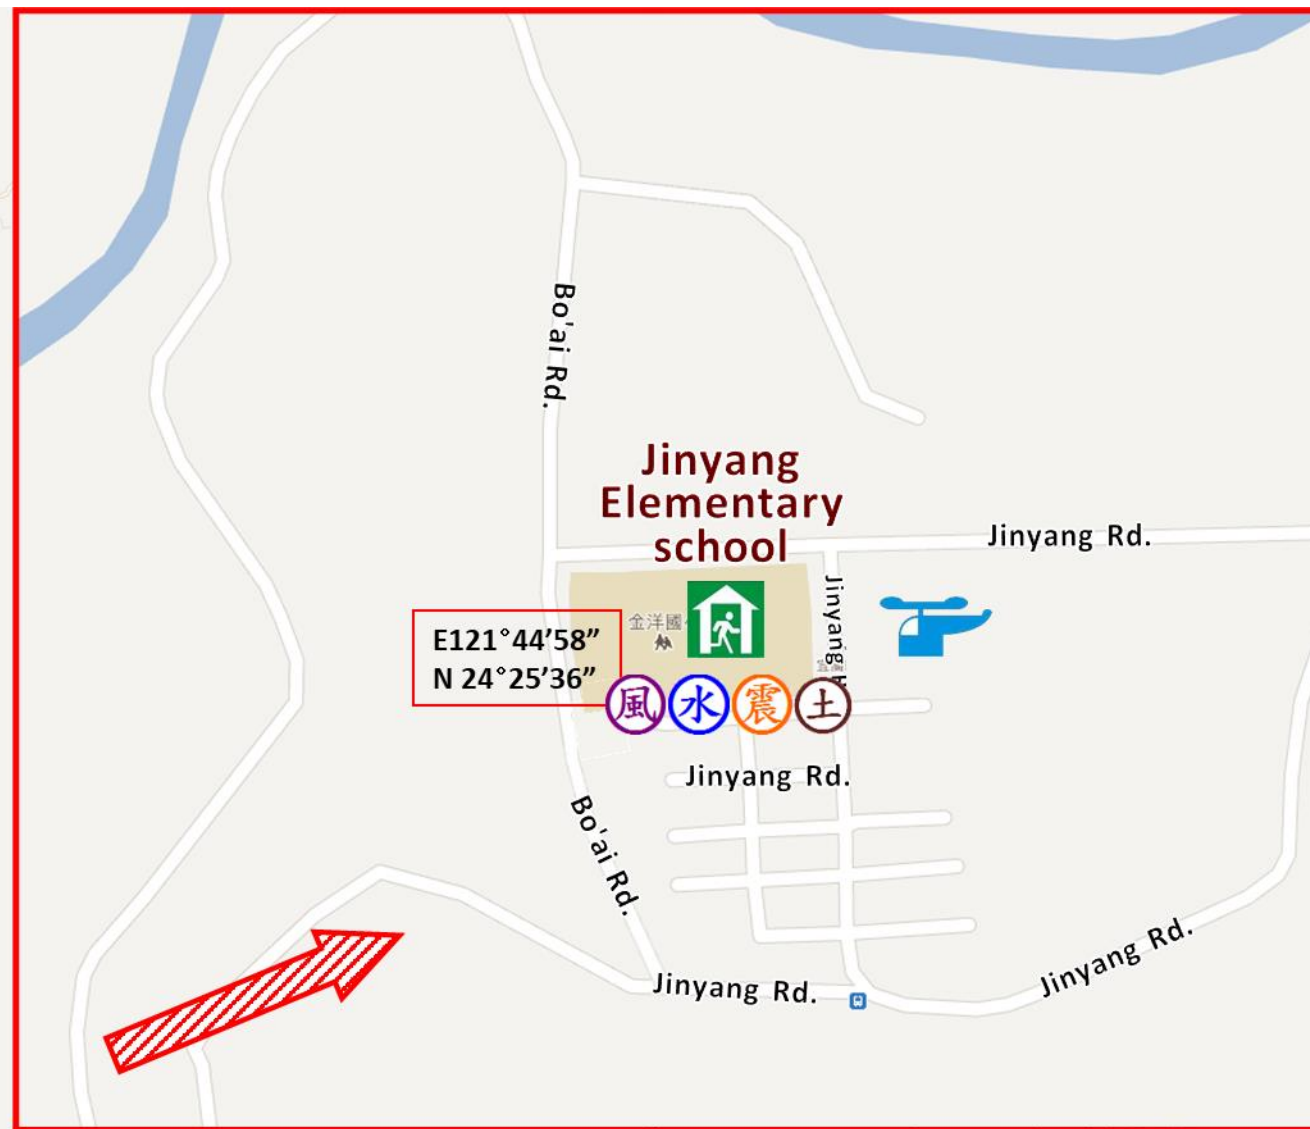 Bo'ai Rd.
Jinyang
Elementary
school
Jinyang Rd.
E121°44’58”
N 24°25’36”
金洋國
Jinyang
風 水 震 土
Jinyang Rd.
Bo'ai Rd.
Jinyang Rd.
Jinyang Rd.